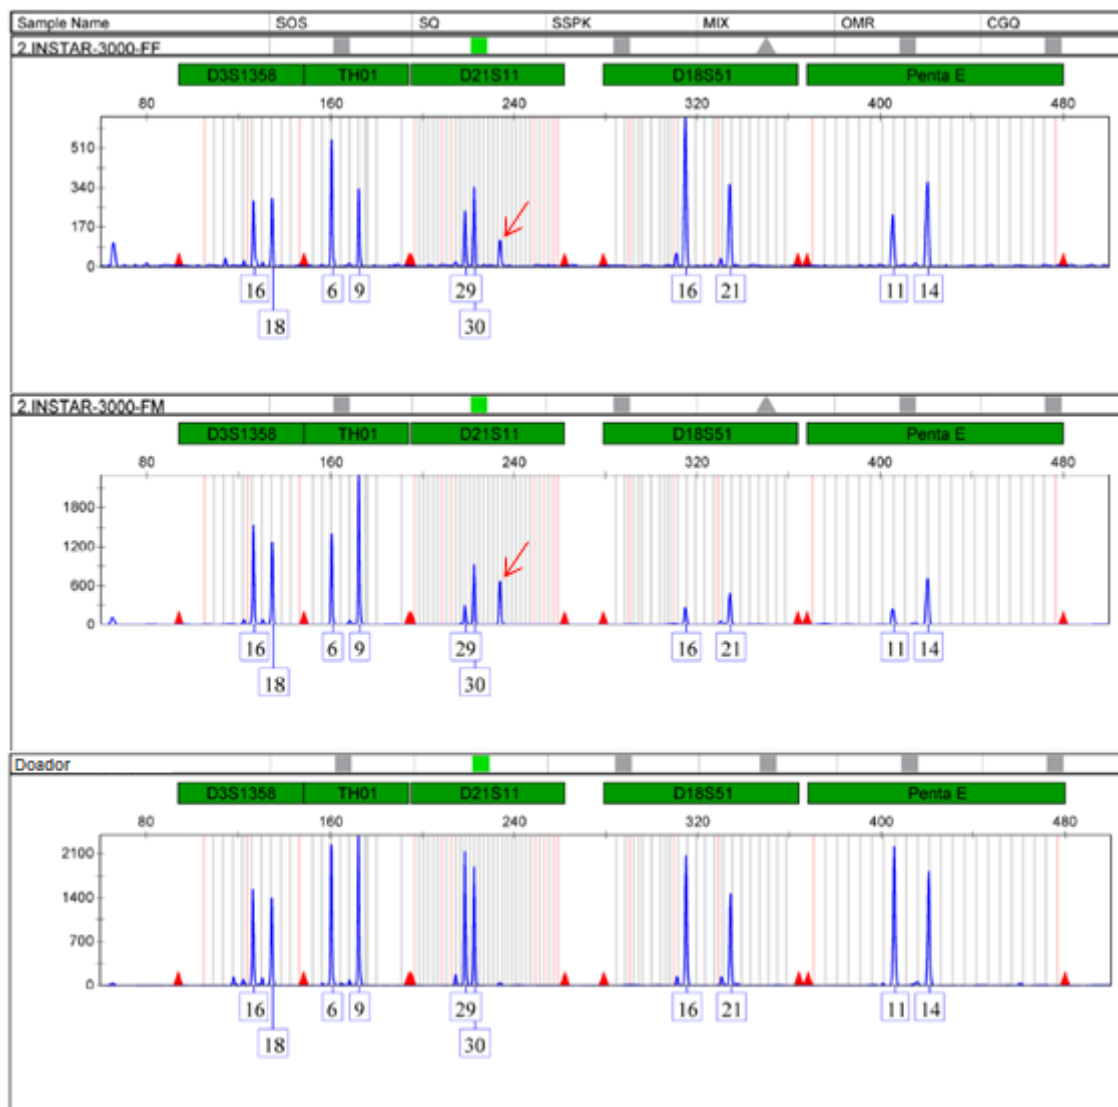 Sample Name SOS SQ SSPK MIX OMR CGQ
2.INSTAR-3000-FF
D3S1358 TH01 D21S11 D18S51 Penta E
80 160 240 320 400 480
510
340
170
0
16 6 9 29 16 21 11 14
18 30
2.INSTAR-3000-FM
D3S1358 TH01 D21S11 D18S51 Penta E
80 160 240 320 400 480
1800
1200
600
0
16 6 9 29 16 21 11 14
18 30
Doador
D3S1358 TH01 D21S11 D18S51 Penta E
80 160 240 320 400 480
2100
1400
700
0
16 6 9 29 16 21 11 14
18 30